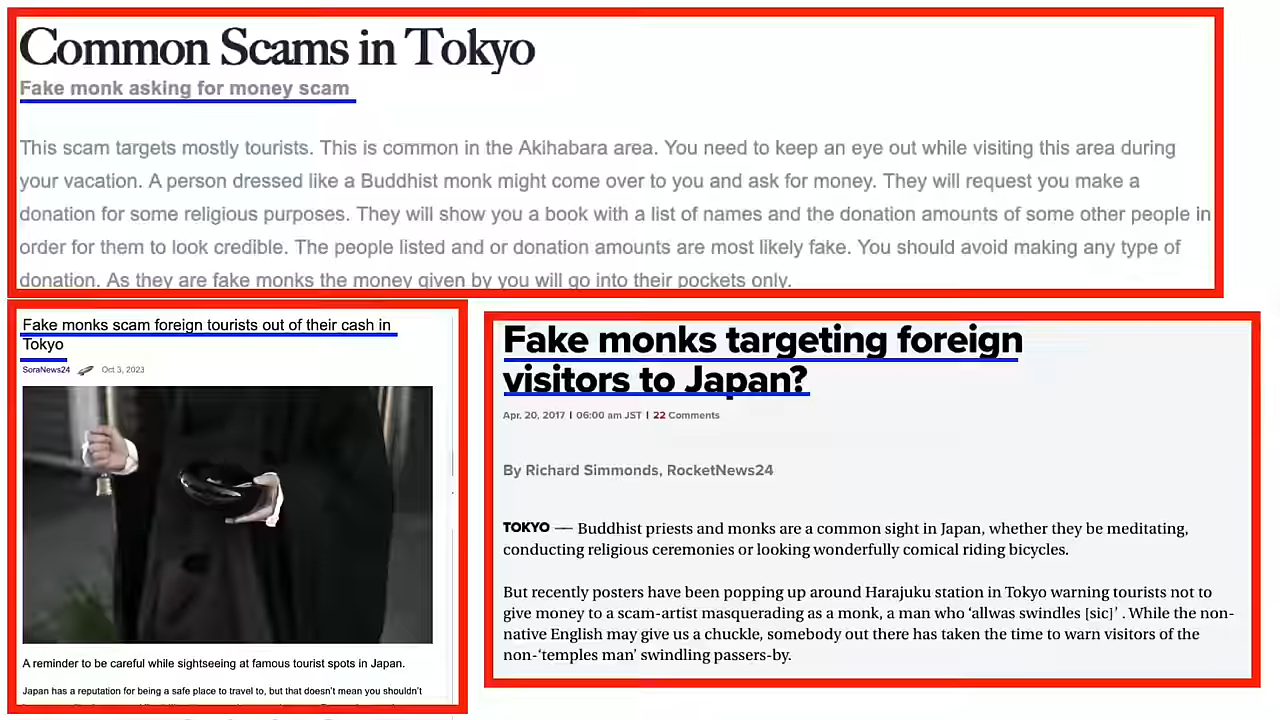 Common Scams in Tokyo
Fake monk asking for money scam
This scam targets mostly tourists. This is common in the Akihabara area. You need to keep an eye out while visiting this area during
your vacation. A person dressed like a Buddhist monk might come over to you and ask for money. They will request you make a
donation for some religious purposes. They will show you a book with a list of names and the donation amounts of some other people in
order for them to look credible. The people listed and or donation amounts are most likely fake. You should avoid making any type of
donation. As they are fake monks the money given by you will go into their pockets only.
Fake monks scam foreign tourists out of their cash in
Tokyo
SoraNews24 Oct 3, 2023
A reminder to be careful while sightseeing at famous tourist spots in Japan.
Japan has a reputation for being a safe place to travel to, but that doesn't mean you shouldn't
Fake monks targeting foreign
visitors to Japan?
Apr. 20, 2017 | 06:00 am JST | 22 Comments
By Richard Simmonds, RocketNews24
TOKYO — Buddhist priests and monks are a common sight in Japan, whether they be meditating,
conducting religious ceremonies or looking wonderfully comical riding bicycles.
But recently posters have been popping up around Harajuku station in Tokyo warning tourists not to
give money to a scam-artist masquerading as a monk, a man who ‘allwas swindles [sic]’ . While the non-
native English may give us a chuckle, somebody out there has taken the time to warn visitors of the
non-‘temples man’ swindling passers-by.